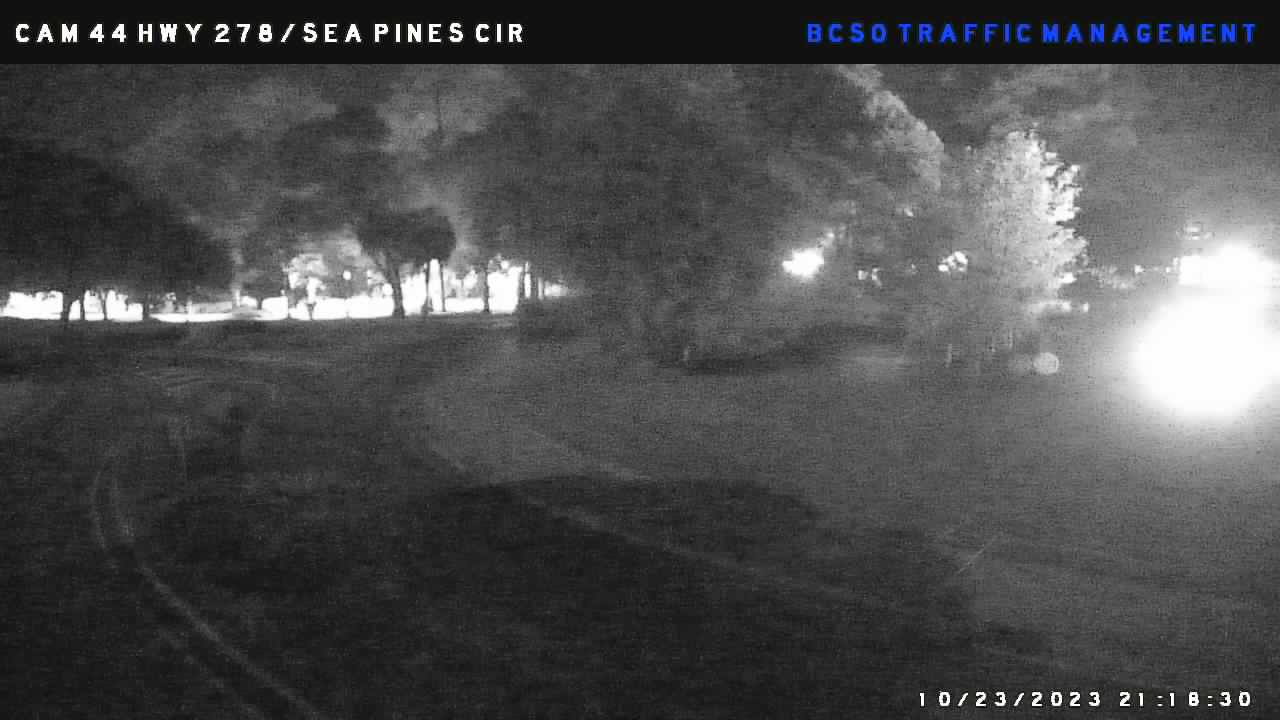 CAM 44 HWY 278/SEA PINES CIR
BCSO TRAFFIC MANAGEMENT
10/23/2023 21:18:30